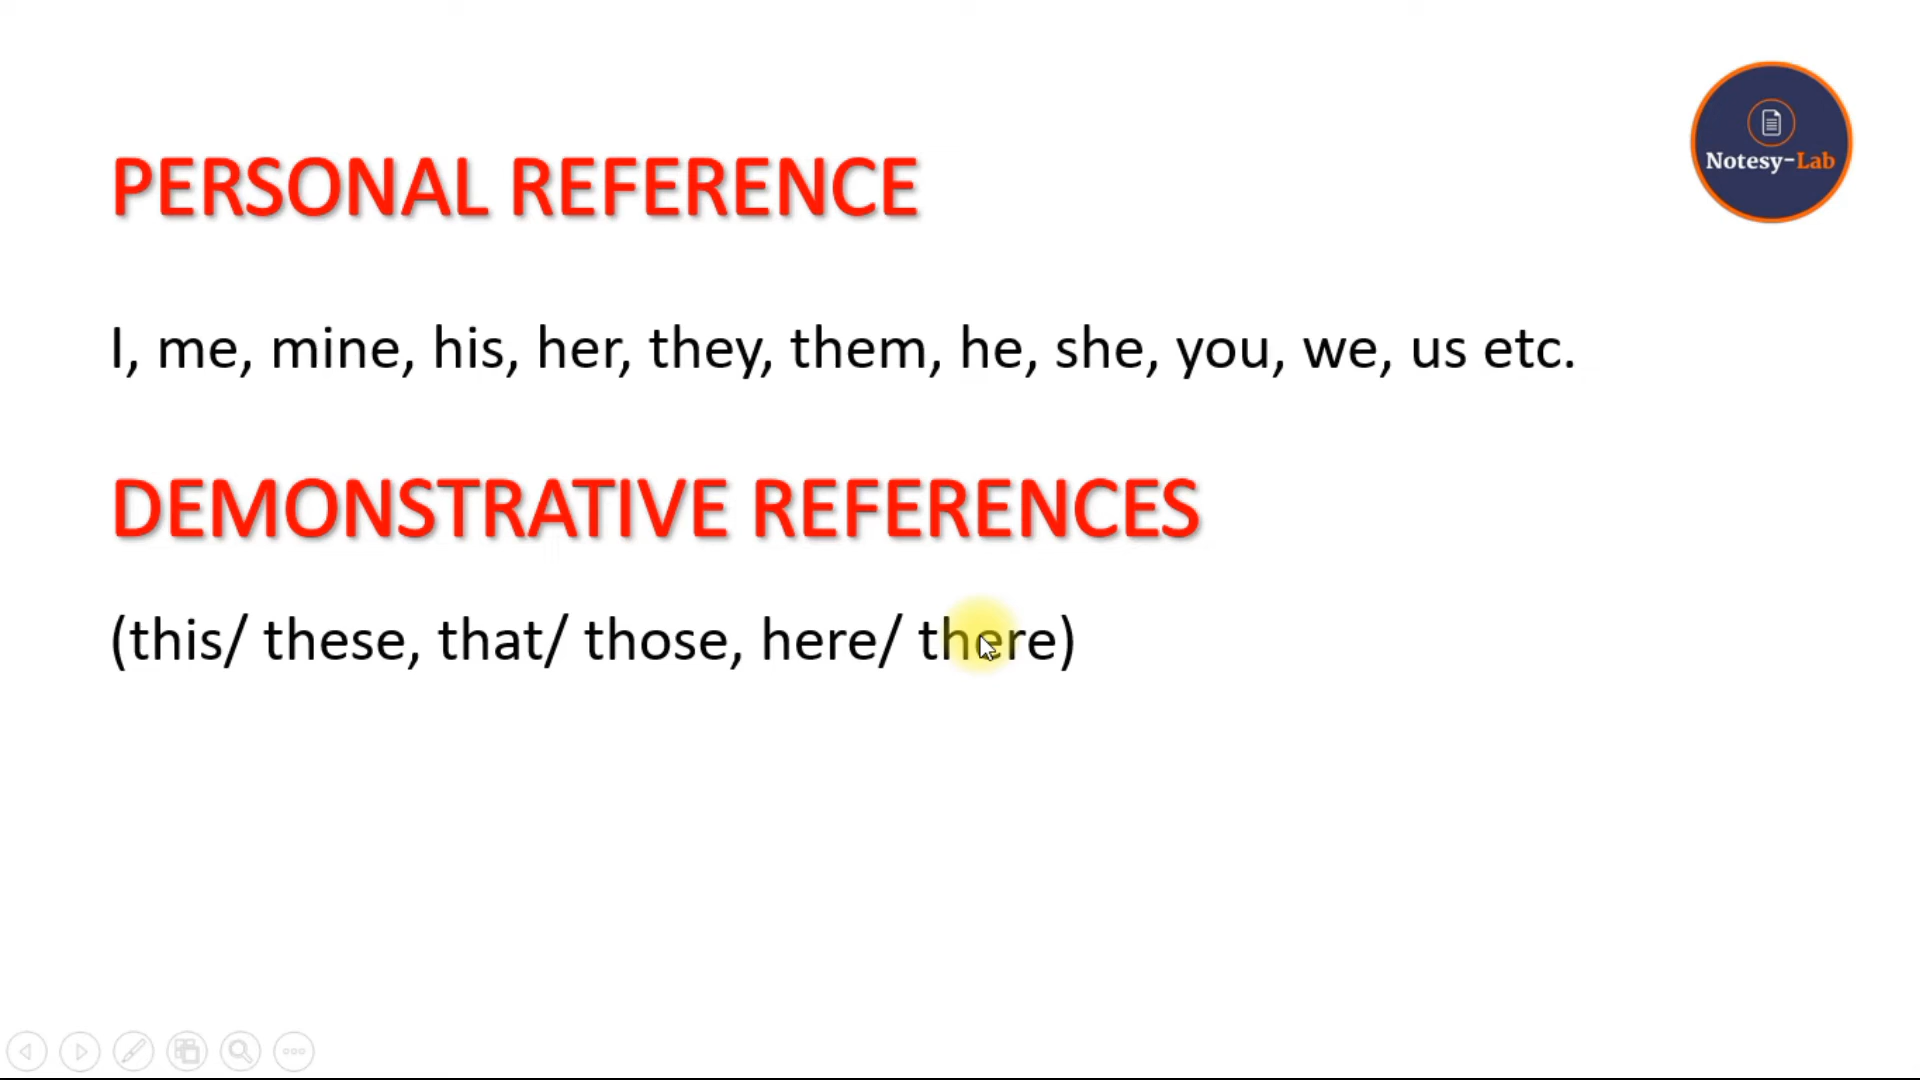 Notesy-Lab
PERSONAL REFERENCE
I, me, mine, his, her, they, them, he, she, you, we, us etc.
DEMONSTRATIVE REFERENCES
(this/ these, that/ those, here/ there)